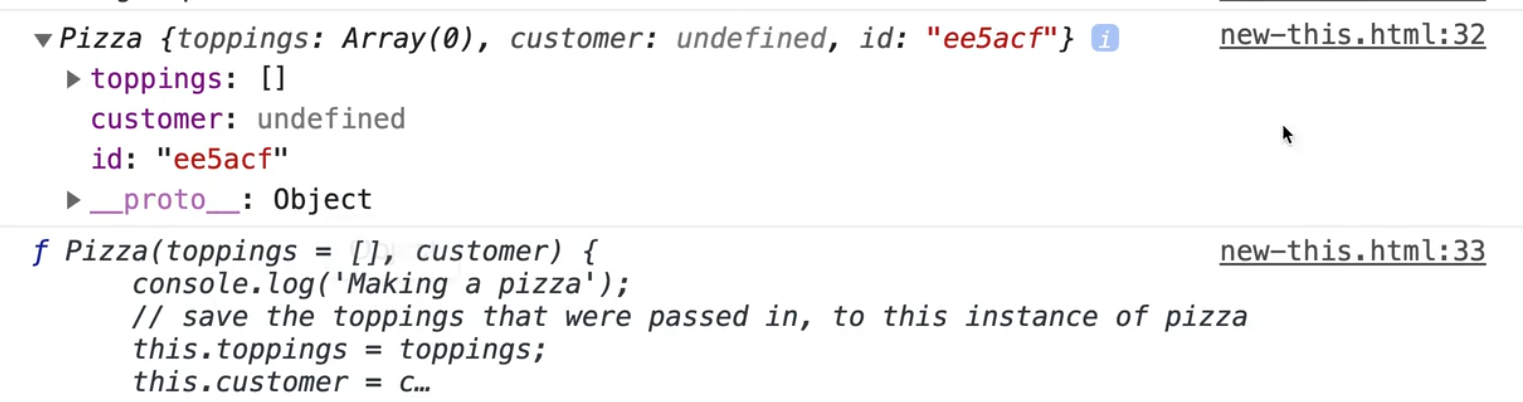 Pizza {toppings: Array(0), customer: undefined, id: "ee5acf"} i new-this.html:32
toppings: []
customer: undefined
id: "ee5acf"
__proto__: Object
f Pizza(toppings = [], customer) { new-this.html:33
console.log('Making a pizza');
// save the toppings that were passed in, to this instance of pizza
this.toppings = toppings;
this.customer = c…